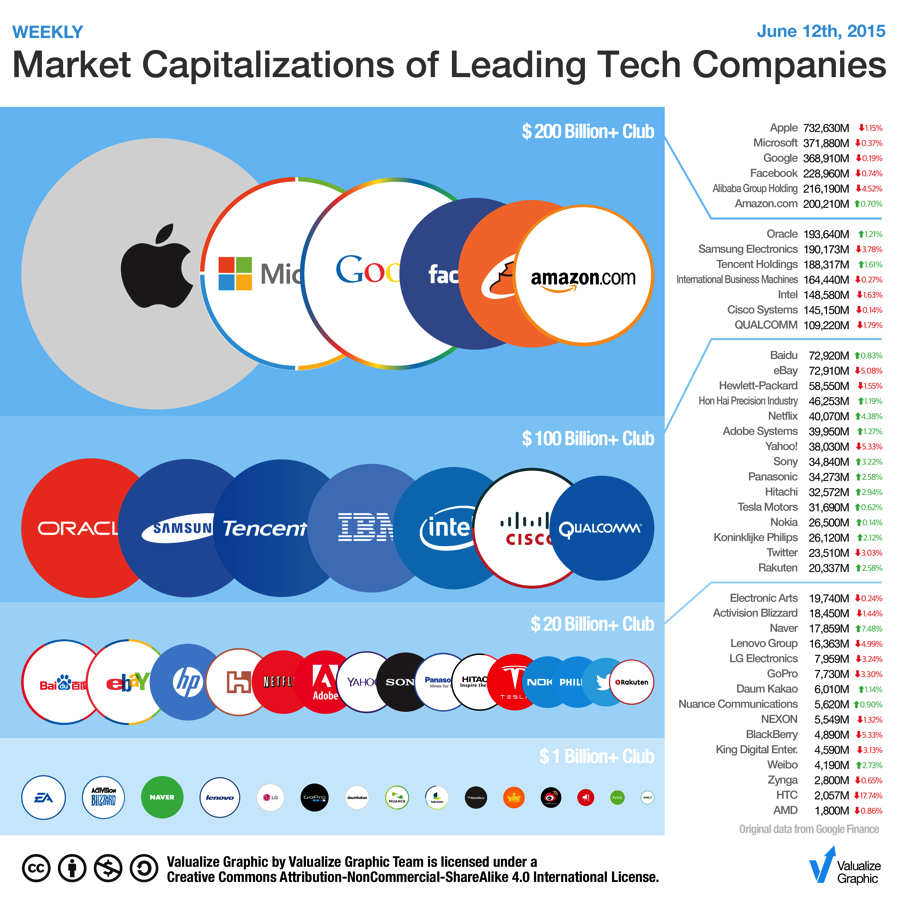 WEEKLY
June 12th, 2015
Market Capitalizations of Leading Tech Companies
$ 200 Billion+ Club
Mic
Goo
fac
amazon.com
$ 100 Billion+ Club
ORACL
SAMSUN
Tencent
IBM
inte
CISCO
QUALCOMM
$ 20 Billion+ Club
Bai 百度
ebay
hp
H
NETFL
Adobe
YAHO
SON
Panaso
ideas for
HITAC
Inspire the
TESL
NOK
PHIL
Rakuten
$ 1 Billion+ Club
EA
ACTIVISION
BLIZZARD
NAVER
lenovo
LG
GoPro
NUANCE
Apple 732,630M 1.15%
Microsoft 371,880M 0.37%
Google 368,910M 0.19%
Facebook 228,960M 0.74%
Alibaba Group Holding 216,190M 4.52%
Amazon.com 200,210M 0.70%
Oracle 193,640M 1.21%
Samsung Electronics 190,173M 3.78%
Tencent Holdings 188,317M 1.61%
International Business Machines 164,440M 0.27%
Intel 148,580M 1.63%
Cisco Systems 145,150M 0.14%
QUALCOMM 109,220M 1.79%
Baidu 72,920M 0.83%
eBay 72,910M 5.08%
Hewlett-Packard 58,550M 1.55%
Hon Hai Precision Industry 46,253M 1.19%
Netflix 40,070M 4.38%
Adobe Systems 39,950M 1.27%
Yahoo! 38,030M 5.33%
Sony 34,840M 3.22%
Panasonic 34,273M 2.58%
Hitachi 32,572M 2.94%
Tesla Motors 31,690M 0.62%
Nokia 26,500M 0.14%
Koninklijke Philips 26,120M 2.12%
Twitter 23,510M 3.03%
Rakuten 20,337M 2.58%
Electronic Arts 19,740M 0.24%
Activision Blizzard 18,450M 1.44%
Naver 17,859M 7.48%
Lenovo Group 16,363M 4.99%
LG Electronics 7,959M 3.24%
GoPro 7,730M 3.30%
Daum Kakao 6,010M 1.14%
Nuance Communications 5,620M 0.90%
NEXON 5,549M 1.32%
BlackBerry 4,890M 5.33%
King Digital Enter. 4,590M 3.13%
Weibo 4,190M 2.73%
Zynga 2,800M 0.65%
HTC 2,057M 17.74%
AMD 1,800M 0.86%
Original data from Google Finance
cc
$
Valualize Graphic by Valualize Graphic Team is licensed under a
Creative Commons Attribution-NonCommercial-ShareAlike 4.0 International License.
Valualize
Graphic